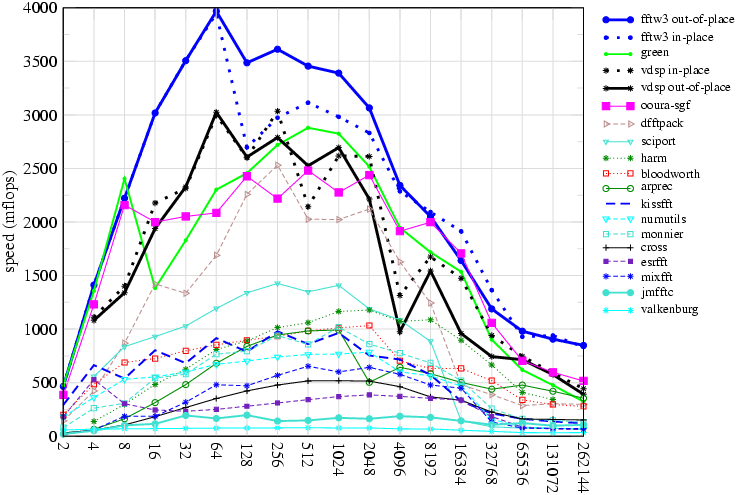 4000
3500
3000
2500
2000
1500
1000
500
0
speed (mflops)
2
4
8
16
32
64
128
256
512
1024
2048
4096
8192
16384
32768
65536
131072
262144
fftw3 out-of-place
fftw3 in-place
green
vdsp in-place
vdsp out-of-place
ooura-sgf
dfftpack
sciport
harm
bloodworth
arprec
kissfft
numutils
monnier
cross
esrfft
mixfft
jmfftc
valkenburg